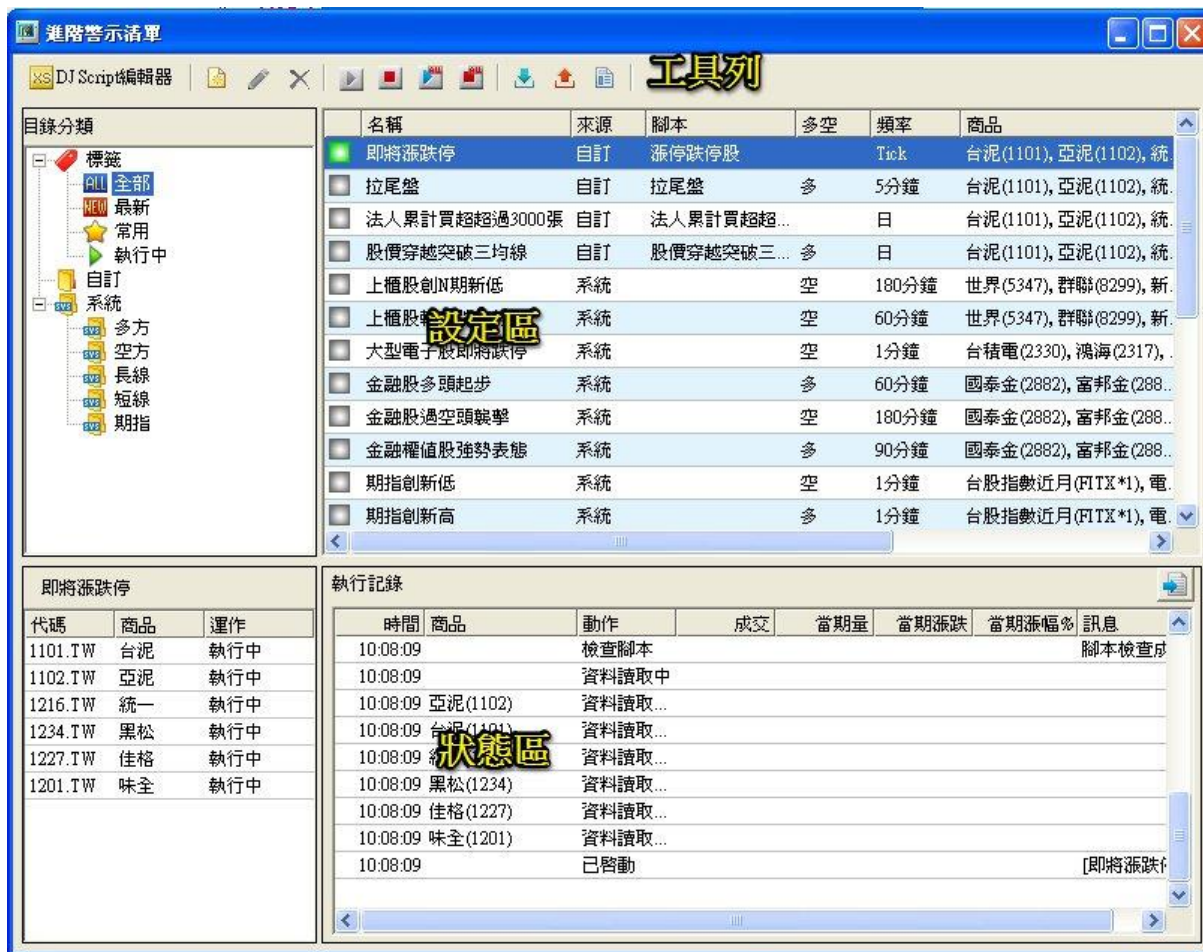 進階警示清單
XS DJ Script編輯器
工具列
目錄分類
標籤
ALL 全部
NEW 最新
常用
執行中
自訂
系統
SYS 多方
SYS 空方
SYS 長線
SYS 短線
SYS 期指
名稱 來源 腳本 多空 頻率 商品
即將漲跌停 自訂 漲停跌停股 Tick 台泥(1101), 亞泥(1102), 統
拉尾盤 自訂 拉尾盤 多 5分鐘 台泥(1101), 亞泥(1102), 統.
法人累計買超超過3000張 自訂 法人累計買超超... 日 台泥(1101), 亞泥(1102), 統.
股價穿越突破三均線 自訂 股價穿越突破三... 多 日 台泥(1101), 亞泥(1102), 統.
上櫃股創N期新低 系統 空 180分鐘 世界(5347), 群聯(8299), 新.
上櫃股 系統 空 60分鐘 世界(5347), 群聯(8299), 新.
設定區
大型電子股即將跌停 系統 空 1分鐘 台積電(2330), 鴻海(2317), .
金融股多頭起步 系統 多 60分鐘 國泰金(2882), 富邦金(288..
金融股遇空頭襲擊 系統 空 180分鐘 國泰金(2882), 富邦金(288..
金融權值股強勢表態 系統 多 90分鐘 國泰金(2882), 富邦金(288..
期指創新低 系統 空 1分鐘 台股指數近月(FITX*1), 電.
期指創新高 系統 多 1分鐘 台股指數近月(FITX*1), 電.
即將漲跌停
代碼 商品 運作
1101.TW 台泥 執行中
1102.TW 亞泥 執行中
1216.TW 統一 執行中
1234.TW 黑松 執行中
1227.TW 佳格 執行中
1201.TW 味全 執行中
執行記錄
時間 商品 動作 成交 當期量 當期漲跌 當期漲幅% 訊息
10:08:09 檢查腳本 腳本檢查成
10:08:09 資料讀取中
10:08:09 亞泥(1102) 資料讀取...
10:08:09 台泥(1101) 資料讀取...
狀態區
10:08:09 資料讀取...
10:08:09 黑松(1234) 資料讀取...
10:08:09 佳格(1227) 資料讀取...
10:08:09 味全(1201) 資料讀取...
10:08:09 已啓動 [即將漲跌